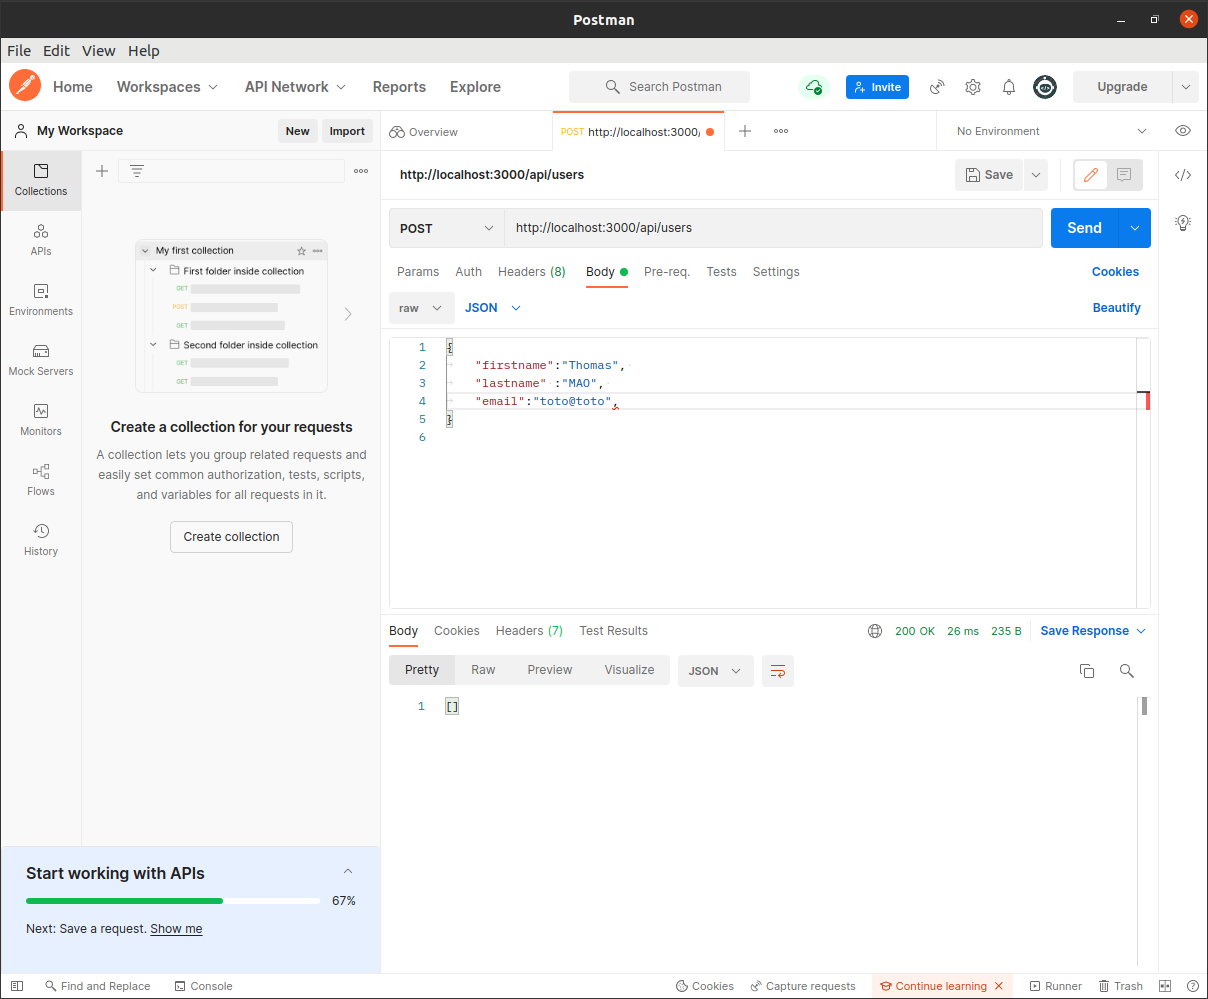 Postman
File Edit View Help
Home Workspaces API Network Reports Explore Search Postman Invite Upgrade
My Workspace New Import
Overview POST http://localhost:3000/ No Environment
Collections
APIs
Environments
Mock Servers
Monitors
Flows
History
My first collection
First folder inside collection
GET
POST
GET
Second folder inside collection
GET
GET
Create a collection for your requests
A collection lets you group related requests and
easily set common authorization, tests, scripts,
and variables for all requests in it.
Create collection
Start working with APIs
67%
Next: Save a request. Show me
http://localhost:3000/api/users Save
POST http://localhost:3000/api/users Send
Params Auth Headers (8) Body Pre-req. Tests Settings Cookies
raw JSON Beautify
1 {
2 "firstname":"Thomas",
3 "lastname" :"MAO",
4 "email":"toto@toto",
5 }
6
Body Cookies Headers (7) Test Results 200 OK 26 ms 235 B Save Response
Pretty Raw Preview Visualize JSON
1 []
Find and Replace Console Cookies Capture requests Continue learning Runner Trash